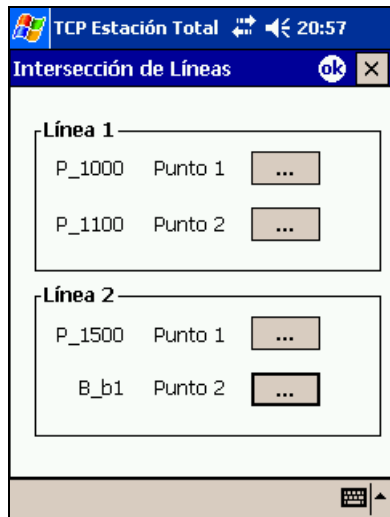 TCP Estación Total 20:57
Intersección de Líneas ok
Línea 1
P_1000 Punto 1 ...
P_1100 Punto 2 ...
Línea 2
P_1500 Punto 1 ...
B_b1 Punto 2 ...